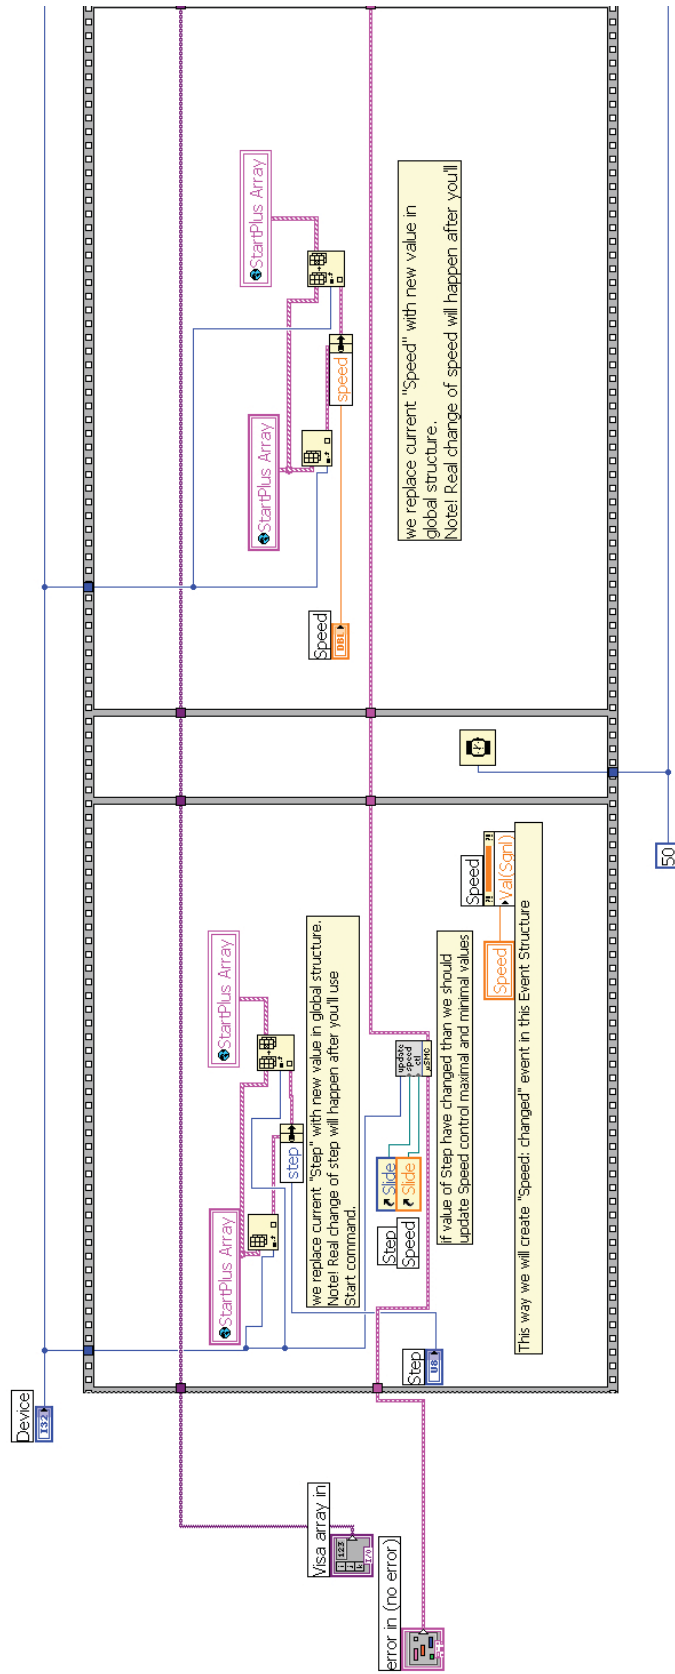 Device
I32
Visa array in
123
I/O
error in (no error)
StartPlus Array
StartPlus Array
step
we replace current "Step" with new value in global structure.
Note! Real change of step will happen after you'll use
Start command.
Step
Speed
Slide
Slide
update
speed
ctl
µSMC
Step
U8
if value of Step have changed than we should
update Speed control maximal and minimal values
Speed
Speed
Val(Sgnl)
This way we will create "Speed: changed" event in this Event Structure
50
StartPlus Array
StartPlus Array
speed
Speed
DBL
we replace current "Speed" with new value in
global structure.
Note! Real change of speed will happen after you'll